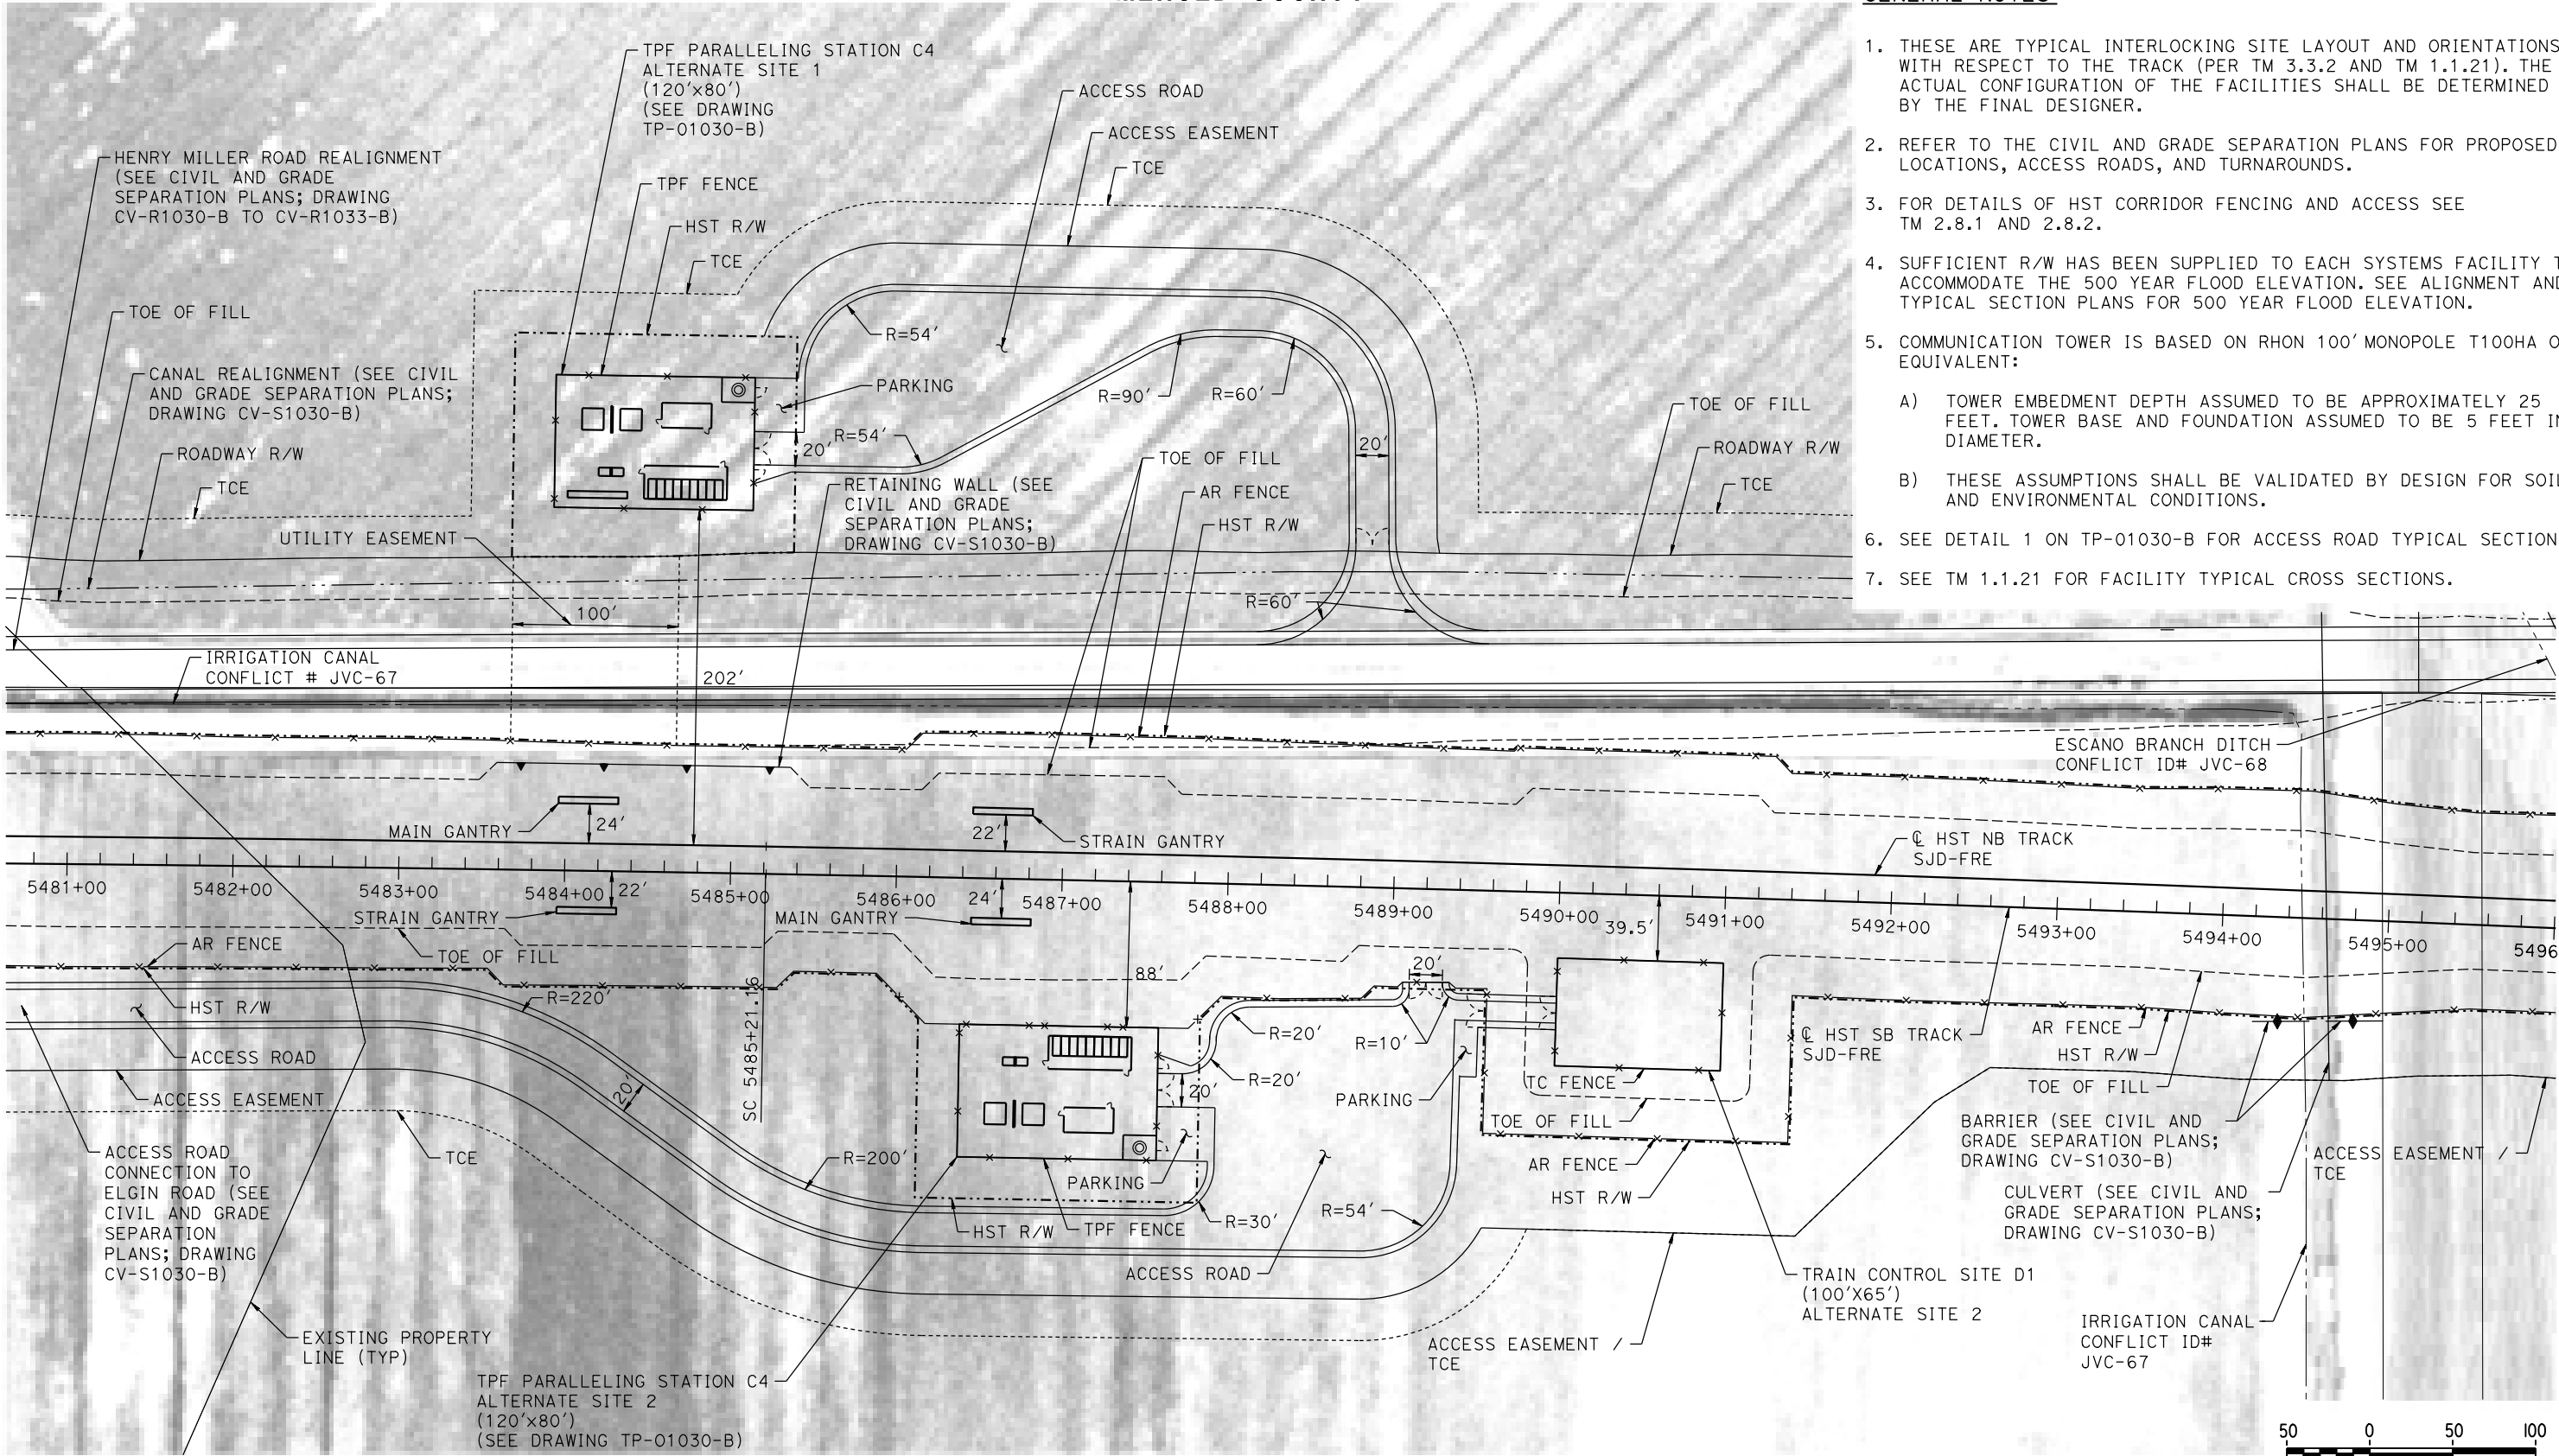 TPF PARALLELING STATION C4
ALTERNATE SITE 1
(120'x80')
(SEE DRAWING
TP-01030-B)
ACCESS ROAD
ACCESS EASEMENT
TCE
HENRY MILLER ROAD REALIGNMENT
(SEE CIVIL AND GRADE
SEPARATION PLANS; DRAWING
CV-R1030-B TO CV-R1033-B)
TPF FENCE
HST R/W
TCE
TOE OF FILL
R=54'
CANAL REALIGNMENT (SEE CIVIL
AND GRADE SEPARATION PLANS;
DRAWING CV-S1030-B)
PARKING
R=90'
R=60'
ROADWAY R/W
TCE
20'
R=54'
20'
TOE OF FILL
ROADWAY R/W
TCE
TOE OF FILL
AR FENCE
HST R/W
RETAINING WALL (SEE
CIVIL AND GRADE
SEPARATION PLANS;
DRAWING CV-S1030-B)
UTILITY EASEMENT
100'
R=60'
1. THESE ARE TYPICAL INTERLOCKING SITE LAYOUT AND ORIENTATIONS
WITH RESPECT TO THE TRACK (PER TM 3.3.2 AND TM 1.1.21). THE
ACTUAL CONFIGURATION OF THE FACILITIES SHALL BE DETERMINED
BY THE FINAL DESIGNER.
2. REFER TO THE CIVIL AND GRADE SEPARATION PLANS FOR PROPOSED
LOCATIONS, ACCESS ROADS, AND TURNAROUNDS.
3. FOR DETAILS OF HST CORRIDOR FENCING AND ACCESS SEE
TM 2.8.1 AND 2.8.2.
4. SUFFICIENT R/W HAS BEEN SUPPLIED TO EACH SYSTEMS FACILITY
ACCOMMODATE THE 500 YEAR FLOOD ELEVATION. SEE ALIGNMENT AND
TYPICAL SECTION PLANS FOR 500 YEAR FLOOD ELEVATION.
5. COMMUNICATION TOWER IS BASED ON RHON 100' MONOPOLE T100HA
EQUIVALENT:
A) TOWER EMBEDMENT DEPTH ASSUMED TO BE APPROXIMATELY 25
FEET. TOWER BASE AND FOUNDATION ASSUMED TO BE 5 FEET IN
DIAMETER.
B) THESE ASSUMPTIONS SHALL BE VALIDATED BY DESIGN FOR SOIL
AND ENVIRONMENTAL CONDITIONS.
6. SEE DETAIL 1 ON TP-01030-B FOR ACCESS ROAD TYPICAL SECTION
7. SEE TM 1.1.21 FOR FACILITY TYPICAL CROSS SECTIONS.
IRRIGATION CANAL
CONFLICT # JVC-67
202'
ESCANO BRANCH DITCH
CONFLICT ID# JVC-68
MAIN GANTRY
24'
22'
STRAIN GANTRY
℄ HST NB TRACK
SJD-FRE
5481+00
5482+00
5483+00
5484+00
5485+00
5486+00
5487+00
5488+00
5489+00
5490+00
5491+00
5492+00
5493+00
5494+00
5495+00
5496
22'
STRAIN GANTRY
24'
MAIN GANTRY
39.5'
AR FENCE
TOE OF FILL
HST R/W
R=220'
ACCESS ROAD
ACCESS EASEMENT
20'
SC 5485+21.16
88'
20'
R=20'
R=10'
R=20'
20'
PARKING
TC FENCE
TOE OF FILL
℄ HST SB TRACK
SJD-FRE
AR FENCE
HST R/W
TOE OF FILL
BARRIER (SEE CIVIL AND
GRADE SEPARATION PLANS;
DRAWING CV-S1030-B)
ACCESS EASEMENT /
TCE
ACCESS ROAD
CONNECTION TO
ELGIN ROAD (SEE
CIVIL AND GRADE
SEPARATION
PLANS; DRAWING
CV-S1030-B)
TCE
R=200'
PARKING
HST R/W
TPF FENCE
R=30'
R=54'
AR FENCE
HST R/W
CULVERT (SEE CIVIL AND
GRADE SEPARATION PLANS;
DRAWING CV-S1030-B)
ACCESS ROAD
TRAIN CONTROL SITE D1
(100'X65')
ALTERNATE SITE 2
EXISTING PROPERTY
LINE (TYP)
ACCESS EASEMENT /
TCE
IRRIGATION CANAL
CONFLICT ID#
JVC-67
TPF PARALLELING STATION C4
ALTERNATE SITE 2
(120'x80')
(SEE DRAWING TP-01030-B)
50 0 50 100